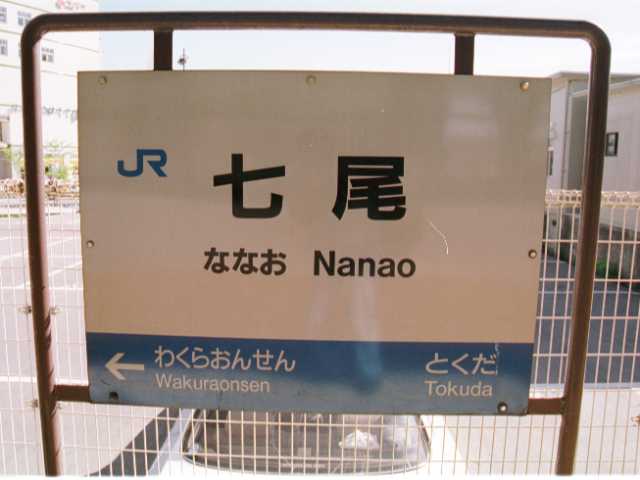 JR
七尾
ななお Nanao
← わくらおんせん とくだ
Wakuraonsen Tokuda